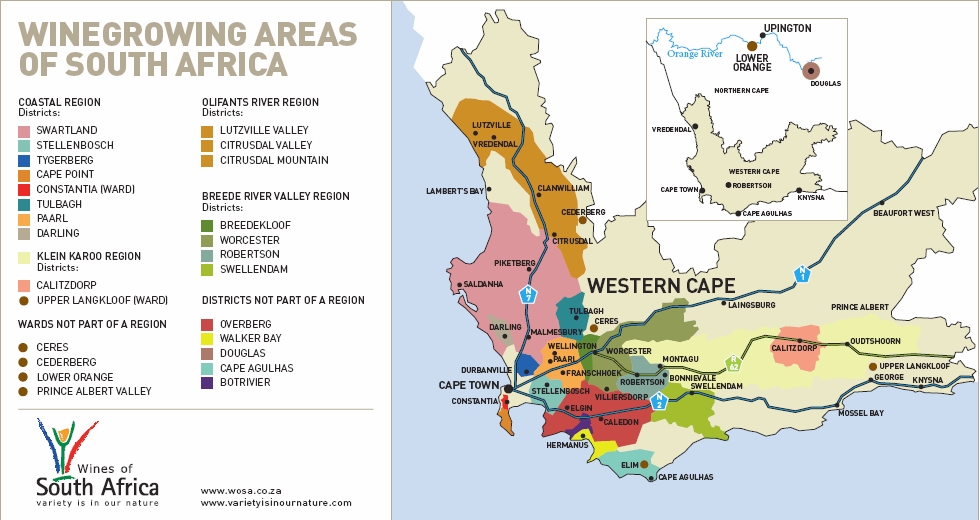 WINEGROWING AREAS
OF SOUTH AFRICA
COASTAL REGION
Districts:
SWARTLAND
STELLENBOSCH
TYGERBERG
CAPE POINT
CONSTANTIA (WARD)
TULBAGH
PAARL
DARLING
KLEIN KAROO REGION
Districts:
CALITZDORP
UPPER LANGKLOOF (WARD)
WARDS NOT PART OF A REGION
CERES
CEDERBERG
LOWER ORANGE
PRINCE ALBERT VALLEY
OLIFANTS RIVER REGION
Districts:
LUTZVILLE VALLEY
CITRUSDAL VALLEY
CITRUSDAL MOUNTAIN
BREEDE RIVER VALLEY REGION
Districts:
BREEDEKLOOF
WORCESTER
ROBERTSON
SWELLENDAM
DISTRICTS NOT PART OF A REGION
OVERBERG
WALKER BAY
DOUGLAS
CAPE AGULHAS
BOTRIVIER
Wines of
South Africa
variety is in our nature
www.wosa.co.za
www.varietyisinournature.com
UPINGTON
Orange River
LOWER
ORANGE
DOUGLAS
NORTHERN CAPE
VREDENDAL
WESTERN CAPE
ROBERTSON
CAPE TOWN
KNYSNA
CAPE AGULHAS
LUTZVILLE
VREDENDAL
LAMBERT'S BAY
CLANWILLIAM
CEDERBERG
CITRUSDAL
BEAUFORT WEST
PIKETBERG
SALDANHA
N
7
WESTERN CAPE
N
1
TULBAGH
CERES
LAINGSBURG
PRINCE ALBERT
DARLING
MALMESBURY
WELLINGTON
PAARL
WORCESTER
MONTAGU
R
62
CALITZDORP
OUDTSHOORN
DURBANVILLE
FRANSCHHOEK
ROBERTSON
BONNIEVALE
SWELLENDAM
UPPER LANGKLOOF
GEORGE
KNYSNA
CAPE TOWN
STELLENBOSCH
VILLIERSDORP
N
2
CONSTANTIA
ELGIN
CALEDON
MOSSEL BAY
HERMANUS
ELIM
CAPE AGULHAS